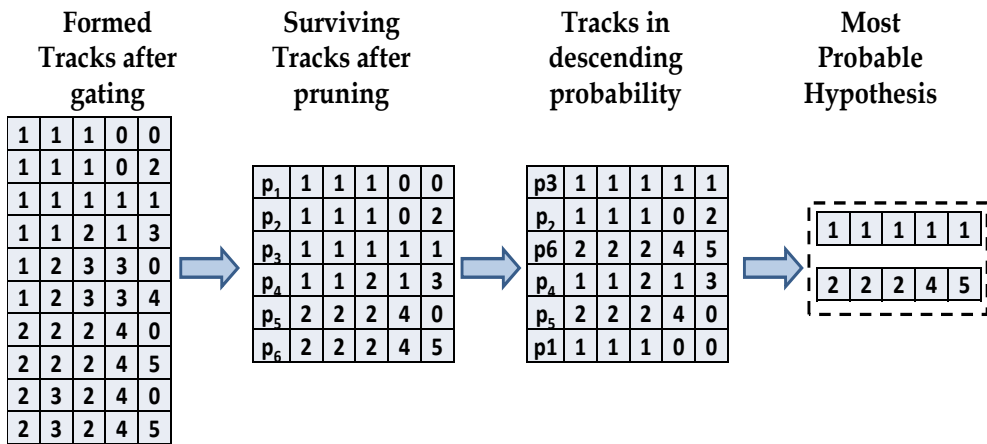 Formed
Tracks after
gating
1 1 1 0 0
1 1 1 0 2
1 1 1 1 1
1 1 2 1 3
1 2 3 3 0
1 2 3 3 4
2 2 2 4 0
2 2 2 4 5
2 3 2 4 0
2 3 2 4 5
Surviving
Tracks after
pruning
p₁ 1 1 1 0 0
p₂ 1 1 1 0 2
p₃ 1 1 1 1 1
p₄ 1 1 2 1 3
p₅ 2 2 2 4 0
p₆ 2 2 2 4 5
Tracks in
descending
probability
p3 1 1 1 1 1
p₂ 1 1 1 0 2
p6 2 2 2 4 5
p₄ 1 1 2 1 3
p₅ 2 2 2 4 0
p1 1 1 1 0 0
Most
Probable
Hypothesis
1 1 1 1 1
2 2 2 4 5